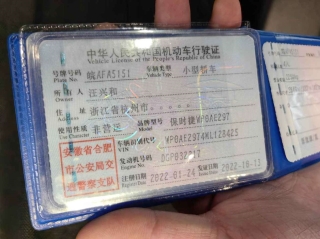 中华人民共和国机动车行驶证
Vehicle License of the People's Republic of China
号牌号码 皖AFA5151 车辆类型 小型轿车
Plate No. Vehicle Type
所有人 汪兴和
Owner
住址 浙江省杭州市
Address
使用性质 非营运 品牌型号 保时捷WP0AE297
Use Character Model
安徽省合肥 车辆识别代号
市公安局交 VIN
通警察支队 发动机号码 DGP032217
Engine No.
注册日期 2022-01-24 发证日期 2022-10-13
Register Date Issue Date